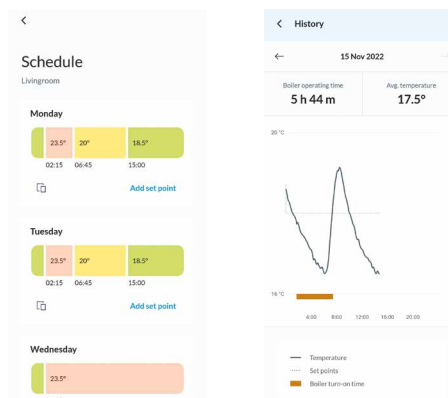 Schedule
Livingroom
Monday
23.5° 20° 18.5°
02:15 06:45 15:00
Add set point
Tuesday
23.5° 20° 18.5°
02:15 06:45 15:00
Add set point
Wednesday
23.5°
History
15 Nov 2022
Boiler operating time
5 h 44 m
Avg. temperature
17.5°
20 °C
16 °C
4:00 8:00 12:00 16:00 20:00
Temperature
Set points
Boiler turn-on time